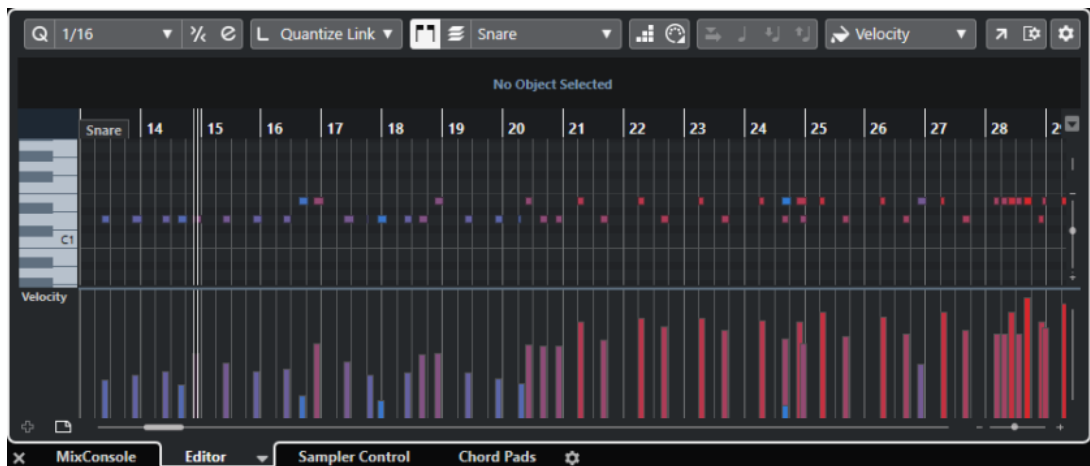 Q 1/16 L Quantize Link Snare Velocity
No Object Selected
Snare 14 15 16 17 18 19 20 21 22 23 24 25 26 27 28
C1
Velocity
MixConsole Editor Sampler Control Chord Pads